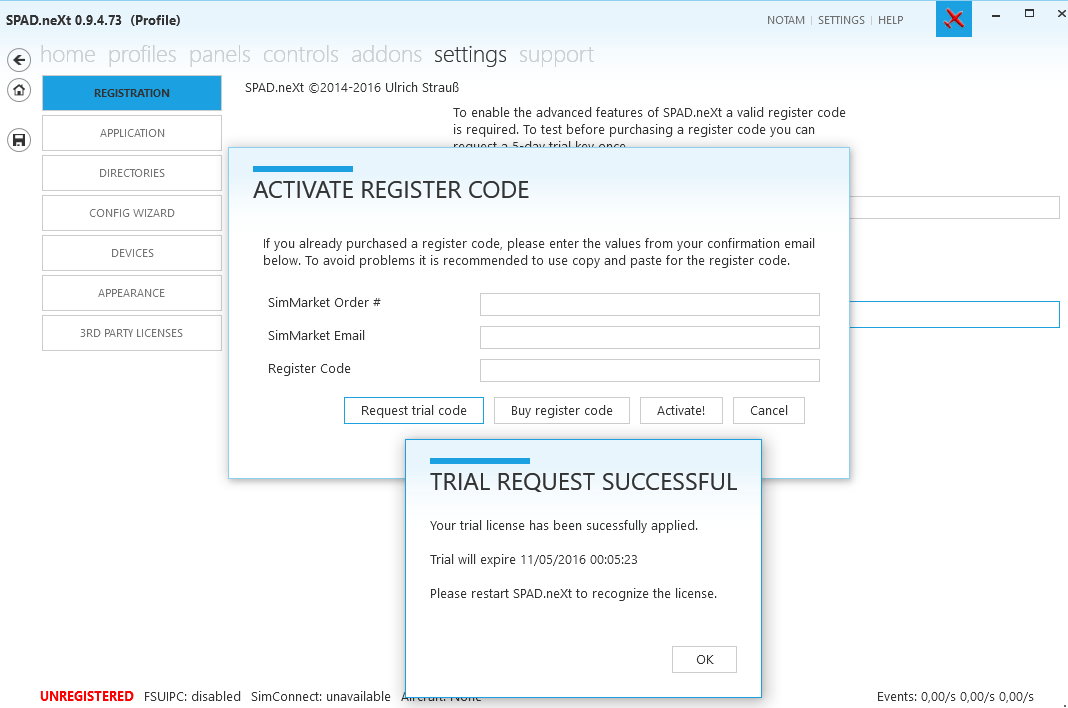 SPAD.neXt 0.9.4.73 (Profile)
NOTAM | SETTINGS | HELP
home profiles panels controls addons settings support
REGISTRATION
APPLICATION
DIRECTORIES
CONFIG WIZARD
DEVICES
APPEARANCE
3RD PARTY LICENSES
SPAD.neXt ©2014-2016 Ulrich Strauß
To enable the advanced features of SPAD.neXt a valid register code
is required. To test before purchasing a register code you can
request a 5-day trial key once
ACTIVATE REGISTER CODE
If you already purchased a register code, please enter the values from your confirmation email
below. To avoid problems it is recommended to use copy and paste for the register code.
SimMarket Order #
SimMarket Email
Register Code
Request trial code
Buy register code
Activate!
Cancel
TRIAL REQUEST SUCCESSFUL
Your trial license has been sucessfully applied.
Trial will expire 11/05/2016 00:05:23
Please restart SPAD.neXt to recognize the license.
OK
UNREGISTERED FSUIPC: disabled SimConnect: unavailable Aircraft: None
Events: 0,00/s 0,00/s 0,00/s